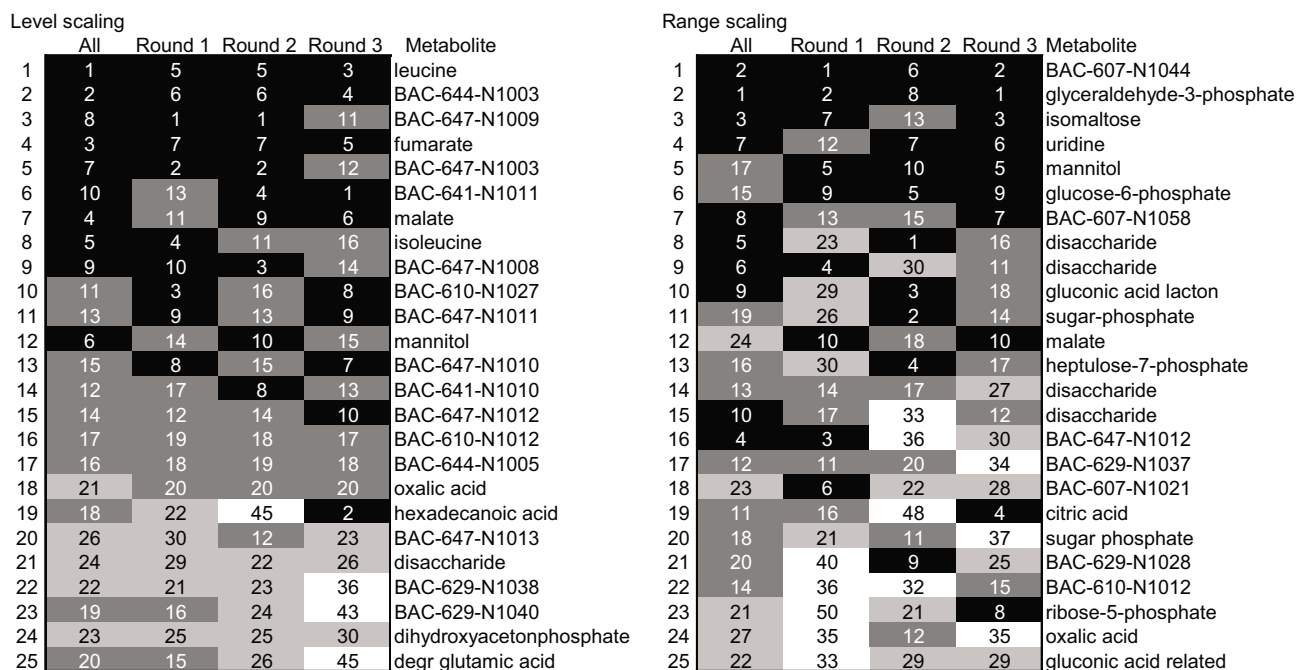 Level scaling
All Round 1 Round 2 Round 3 Metabolite
1 1 5 5 3 leucine
2 2 6 6 4 BAC-644-N1003
3 8 1 1 11 BAC-647-N1009
4 3 7 7 5 fumarate
5 7 2 2 12 BAC-647-N1003
6 10 13 4 1 BAC-641-N1011
7 4 11 9 6 malate
8 5 4 11 16 isoleucine
9 9 10 3 14 BAC-647-N1008
10 11 3 16 8 BAC-610-N1027
11 13 9 13 9 BAC-647-N1011
12 6 14 10 15 mannitol
13 15 8 15 7 BAC-647-N1010
14 12 17 8 13 BAC-641-N1010
15 14 12 14 10 BAC-647-N1012
16 17 19 18 17 BAC-610-N1012
17 16 18 19 18 BAC-644-N1005
18 21 20 20 20 oxalic acid
19 18 22 45 2 hexadecanoic acid
20 26 30 12 23 BAC-647-N1013
21 24 29 22 26 disaccharide
22 22 21 23 36 BAC-629-N1038
23 19 16 24 43 BAC-629-N1040
24 23 25 25 30 dihydroxyacetonphosphate
25 20 15 26 45 degr glutamic acid
Range scaling
All Round 1 Round 2 Round 3 Metabolite
1 2 1 6 2 BAC-607-N1044
2 1 2 8 1 glyceraldehyde-3-phosphate
3 3 7 13 3 isomaltose
4 7 12 7 6 uridine
5 17 5 10 5 mannitol
6 15 9 5 9 glucose-6-phosphate
7 8 13 15 7 BAC-607-N1058
8 5 23 1 16 disaccharide
9 6 4 30 11 disaccharide
10 9 29 3 18 gluconic acid lacton
11 19 26 2 14 sugar-phosphate
12 24 10 18 10 malate
13 16 30 4 17 heptulose-7-phosphate
14 13 14 17 27 disaccharide
15 10 17 33 12 disaccharide
16 4 3 36 30 BAC-647-N1012
17 12 11 20 34 BAC-629-N1037
18 23 6 22 28 BAC-607-N1021
19 11 16 48 4 citric acid
20 18 21 11 37 sugar phosphate
21 20 40 9 25 BAC-629-N1028
22 14 36 32 15 BAC-610-N1012
23 21 50 21 8 ribose-5-phosphate
24 27 35 12 35 oxalic acid
25 22 33 29 29 gluconic acid related